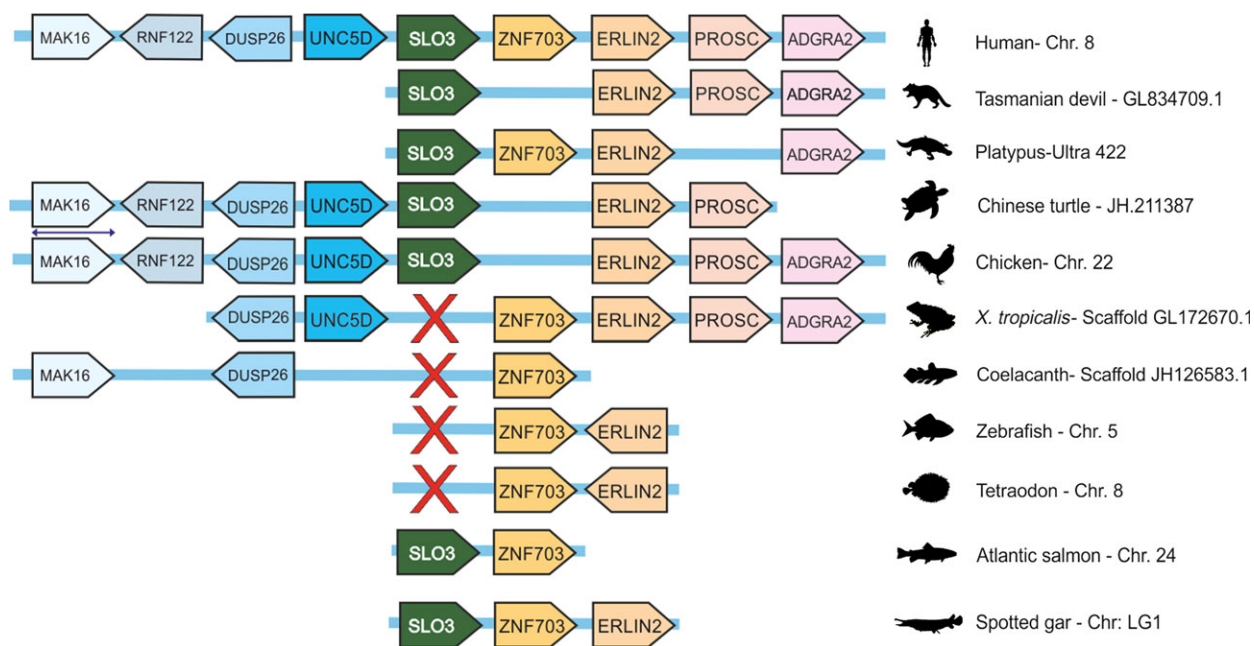 MAK16 RNF122 DUSP26 UNC5D SLO3 ZNF703 ERLIN2 PROSC ADGRA2 Human- Chr. 8
SLO3 ERLIN2 PROSC ADGRA2 Tasmanian devil - GL834709.1
SLO3 ZNF703 ERLIN2 ADGRA2 Platypus-Ultra 422
MAK16 RNF122 DUSP26 UNC5D SLO3 ERLIN2 PROSC Chinese turtle - JH.211387
MAK16 RNF122 DUSP26 UNC5D SLO3 ERLIN2 PROSC ADGRA2 Chicken- Chr. 22
DUSP26 UNC5D ZNF703 ERLIN2 PROSC ADGRA2 X. tropicalis- Scaffold GL172670.1
MAK16 DUSP26 ZNF703 Coelacanth- Scaffold JH126583.1
ZNF703 ERLIN2 Zebrafish - Chr. 5
ZNF703 ERLIN2 Tetraodon - Chr. 8
SLO3 ZNF703 Atlantic salmon - Chr. 24
SLO3 ZNF703 ERLIN2 Spotted gar - Chr: LG1